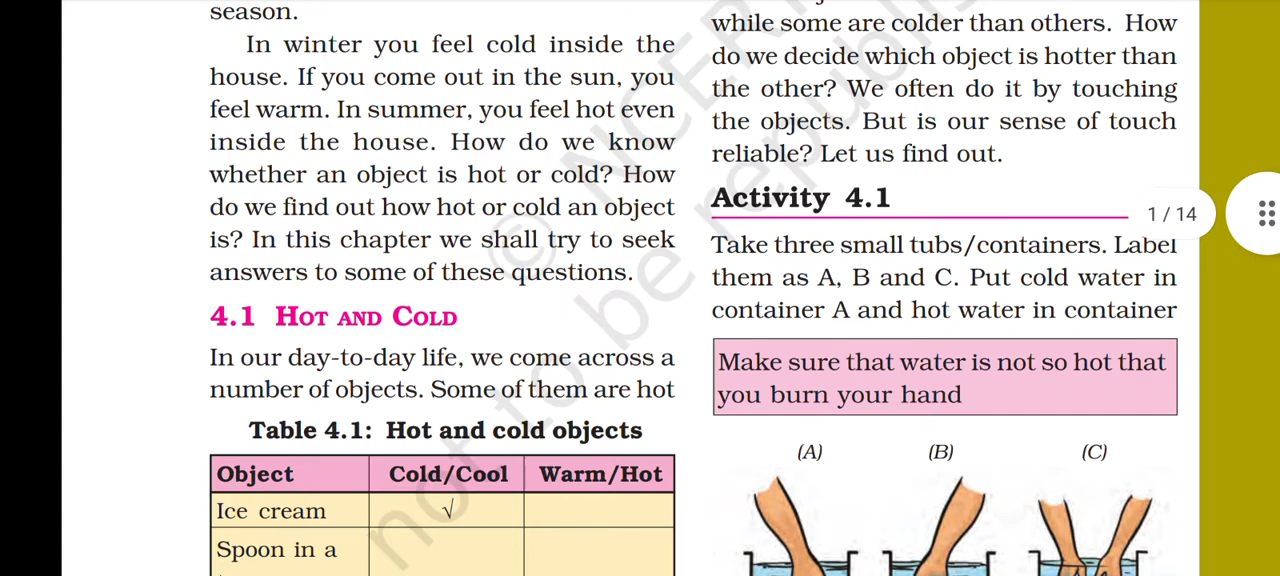 season.
In winter you feel cold inside the
house. If you come out in the sun, you
feel warm. In summer, you feel hot even
inside the house. How do we know
whether an object is hot or cold? How
do we find out how hot or cold an object
is? In this chapter we shall try to seek
answers to some of these questions.
4.1 HOT AND COLD
In our day-to-day life, we come across a
number of objects. Some of them are hot
Table 4.1: Hot and cold objects
Object Cold/Cool Warm/Hot
Ice cream √
Spoon in a
while some are colder than others. How
do we decide which object is hotter than
the other? We often do it by touching
the objects. But is our sense of touch
reliable? Let us find out.
Activity 4.1
Take three small tubs/containers. Label
them as A, B and C. Put cold water in
container A and hot water in container
Make sure that water is not so hot that
you burn your hand
(A) (B) (C)
1 / 14
© NCERT
not to be republi